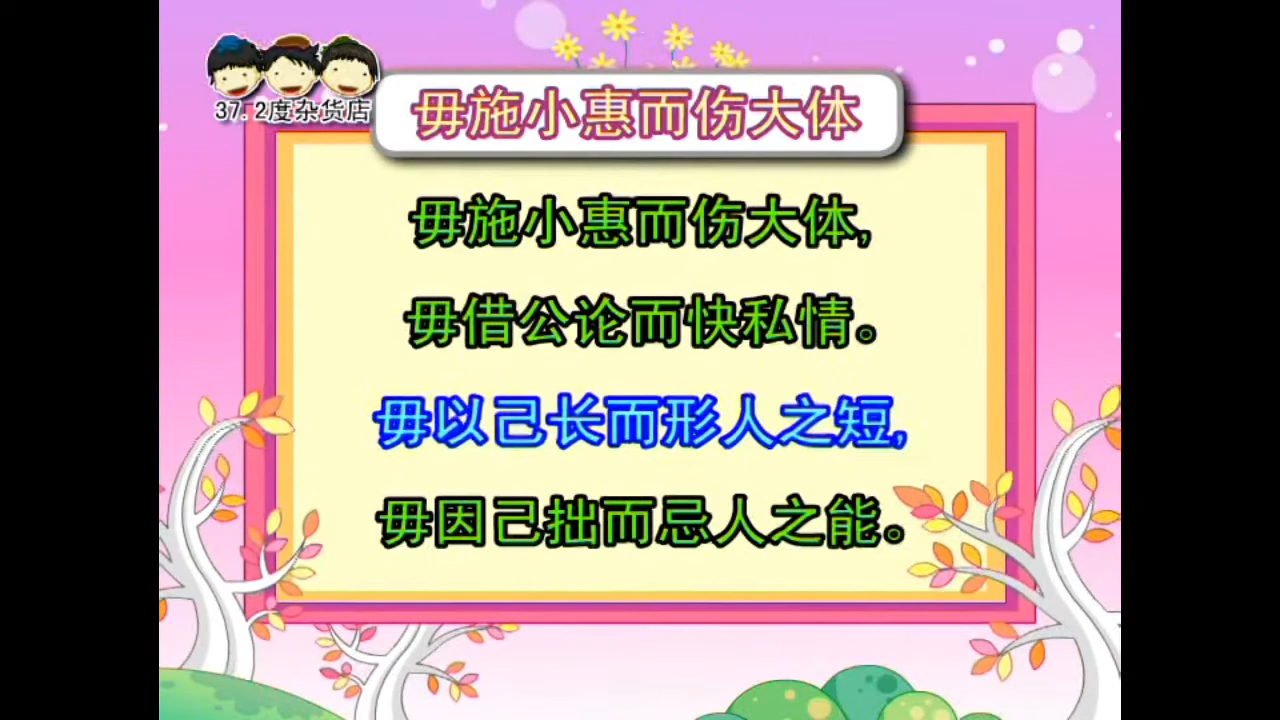 37.2度杂货店
毋施小惠而伤大体
毋施小惠而伤大体,
毋借公论而快私情。
毋以己长而形人之短,
毋因己拙而忌人之能。